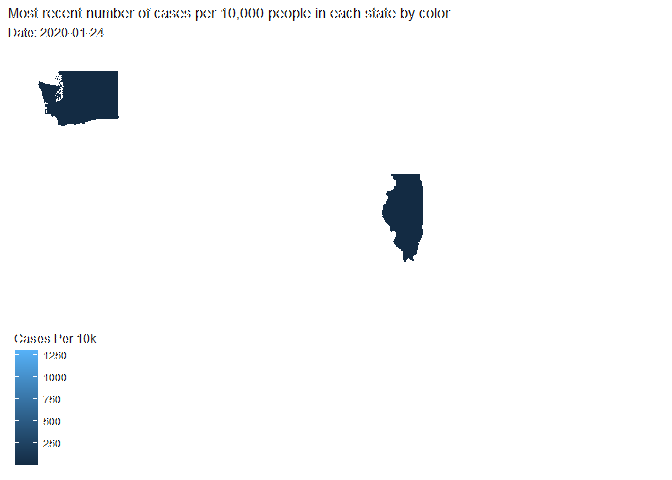 Most recent number of cases per 10,000 people in each state by color
Date: 2020-01-24
Cases Per 10k
1250
1000
750
500
250